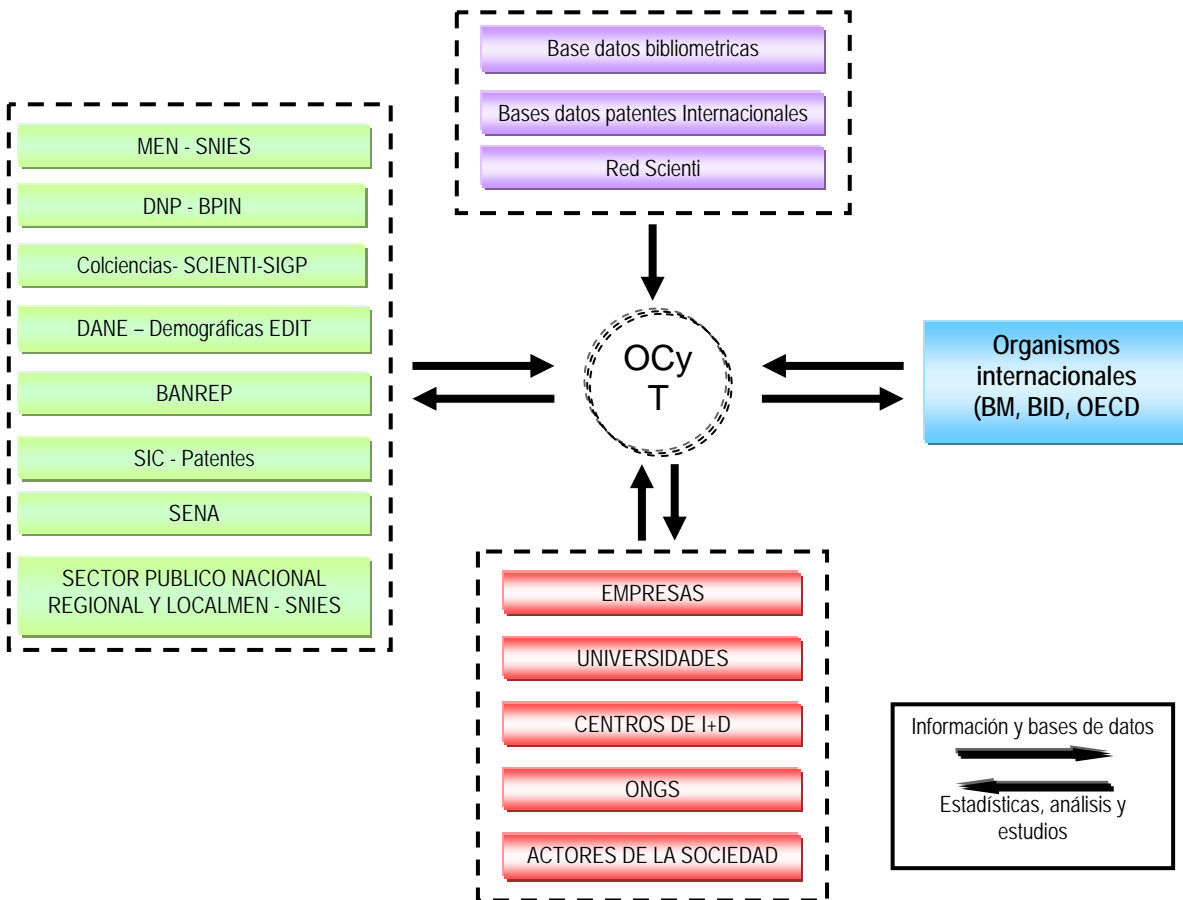 Base datos bibliometricas
Bases datos patentes Internacionales
Red Scienti
MEN - SNIES
DNP - BPIN
Colciencias- SCIENTI-SIGP
DANE – Demográficas EDIT
BANREP
SIC - Patentes
SENA
SECTOR PUBLICO NACIONAL
REGIONAL Y LOCALMEN - SNIES
OCy
T
Organismos
internacionales
(BM, BID, OECD
EMPRESAS
UNIVERSIDADES
CENTROS DE I+D
ONGS
ACTORES DE LA SOCIEDAD
Información y bases de datos
Estadísticas, análisis y
estudios